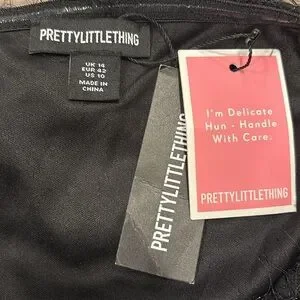 PRETTYLITTLETHING
UK 14
EUR 42
US 10
MADE IN
CHINA
PRETTYLITTLETHING
I'm Delicate
Hun - Handle
With Care.
PRETTYLITTLETHING